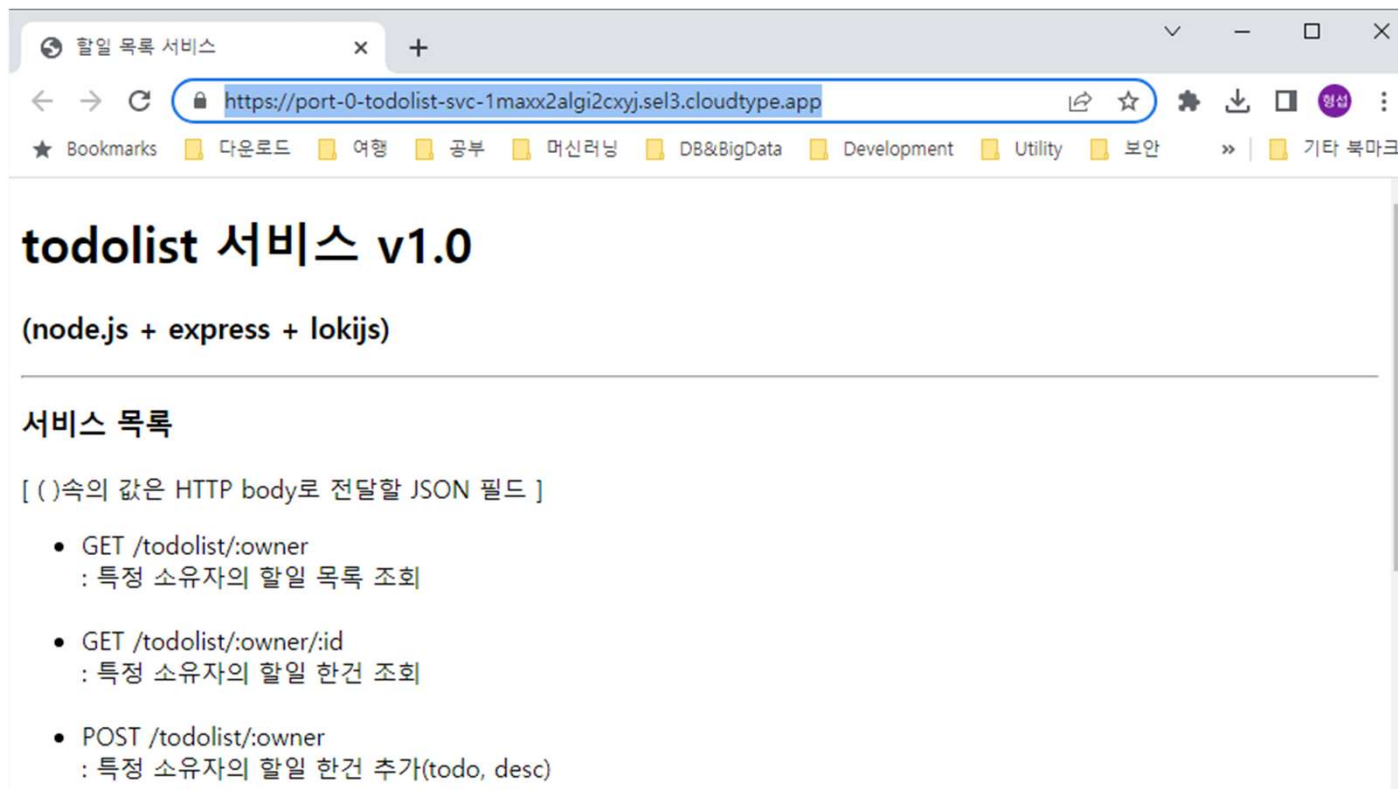 할일 목록 서비스
https://port-0-todolist-svc-1maxx2algi2cxyj.sel3.cloudtype.app
형섭
Bookmarks 다운로드 여행 공부 머신러닝 DB&BigData Development Utility 보안 » 기타 북마크
todolist 서비스 v1.0
(node.js + express + lokijs)
서비스 목록
[ ( )속의 값은 HTTP body로 전달할 JSON 필드 ]
• GET /todolist/:owner
: 특정 소유자의 할일 목록 조회
• GET /todolist/:owner/:id
: 특정 소유자의 할일 한건 조회
• POST /todolist/:owner
: 특정 소유자의 할일 한건 추가(todo, desc)